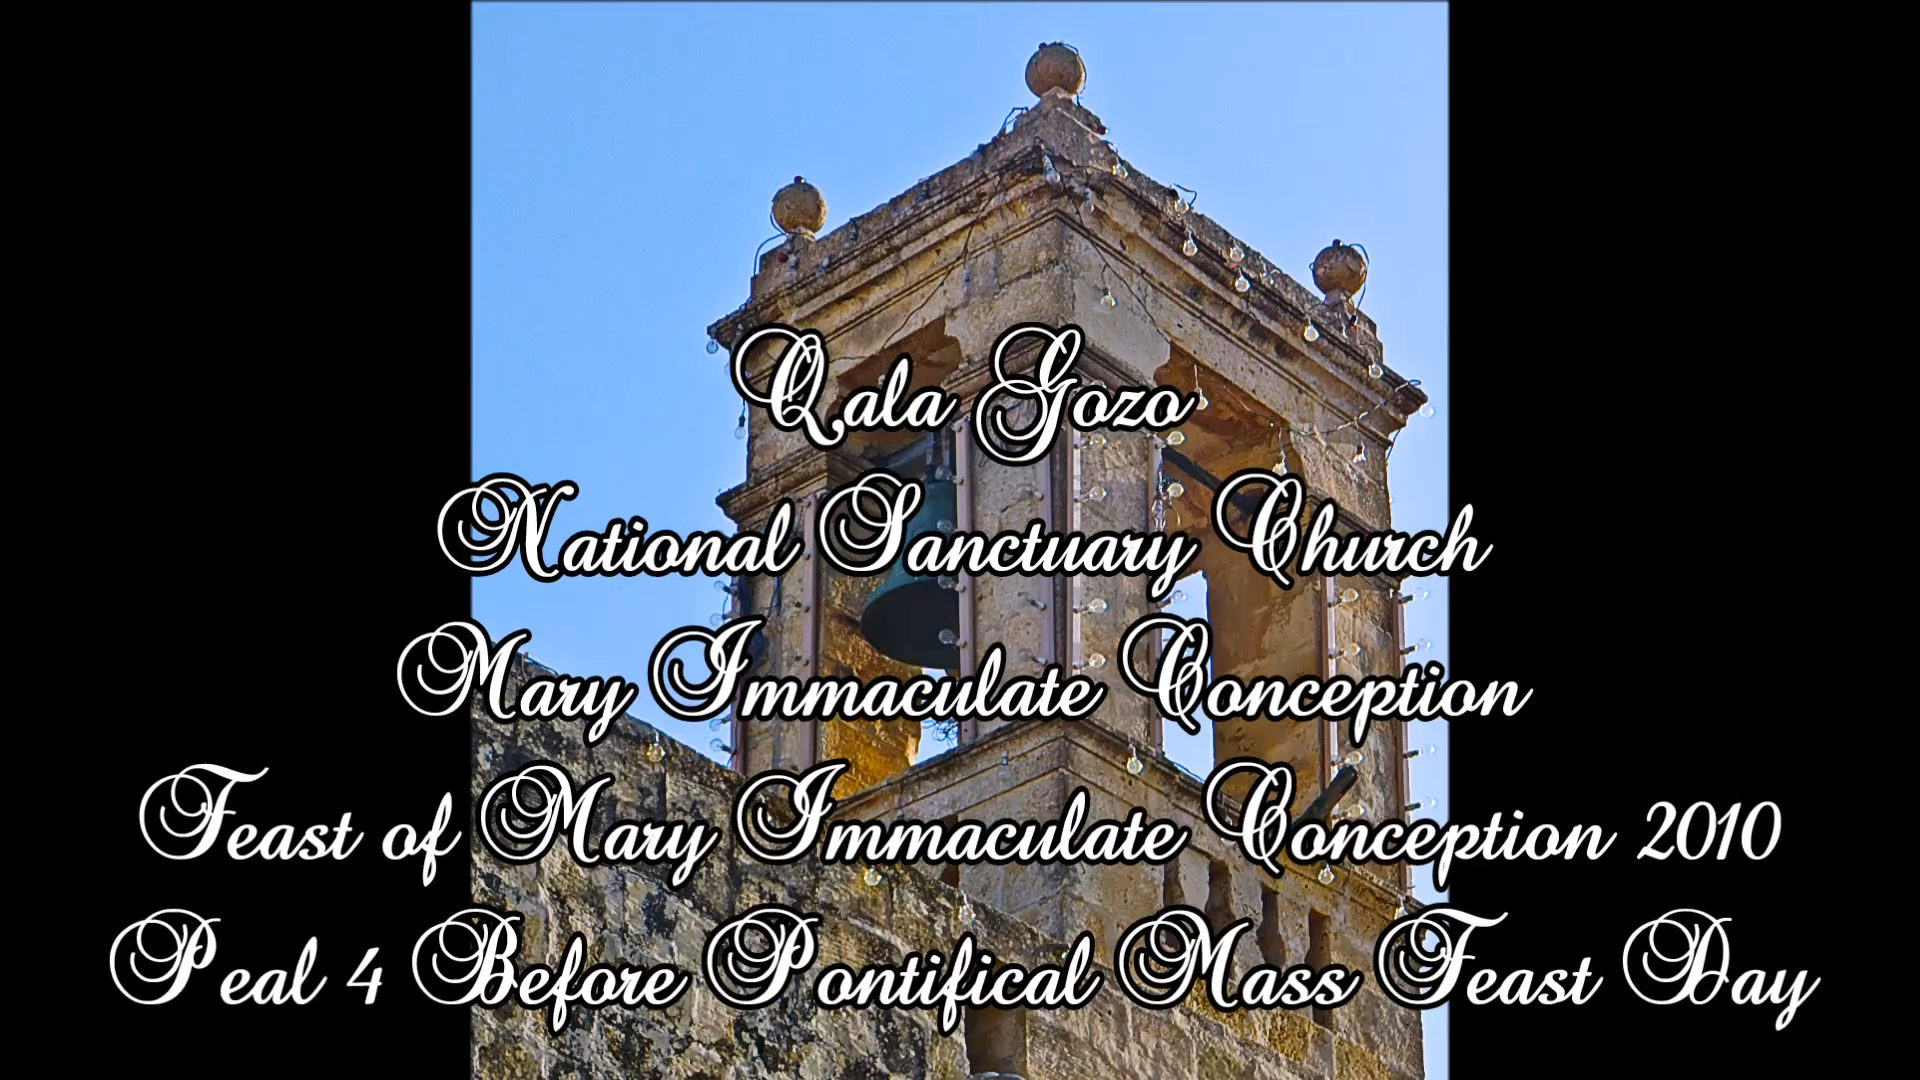 Qala Gozo
National Sanctuary Church
Mary Immaculate Conception
Feast of Mary Immaculate Conception 2010
Peal 4 Before Pontifical Mass Feast Day